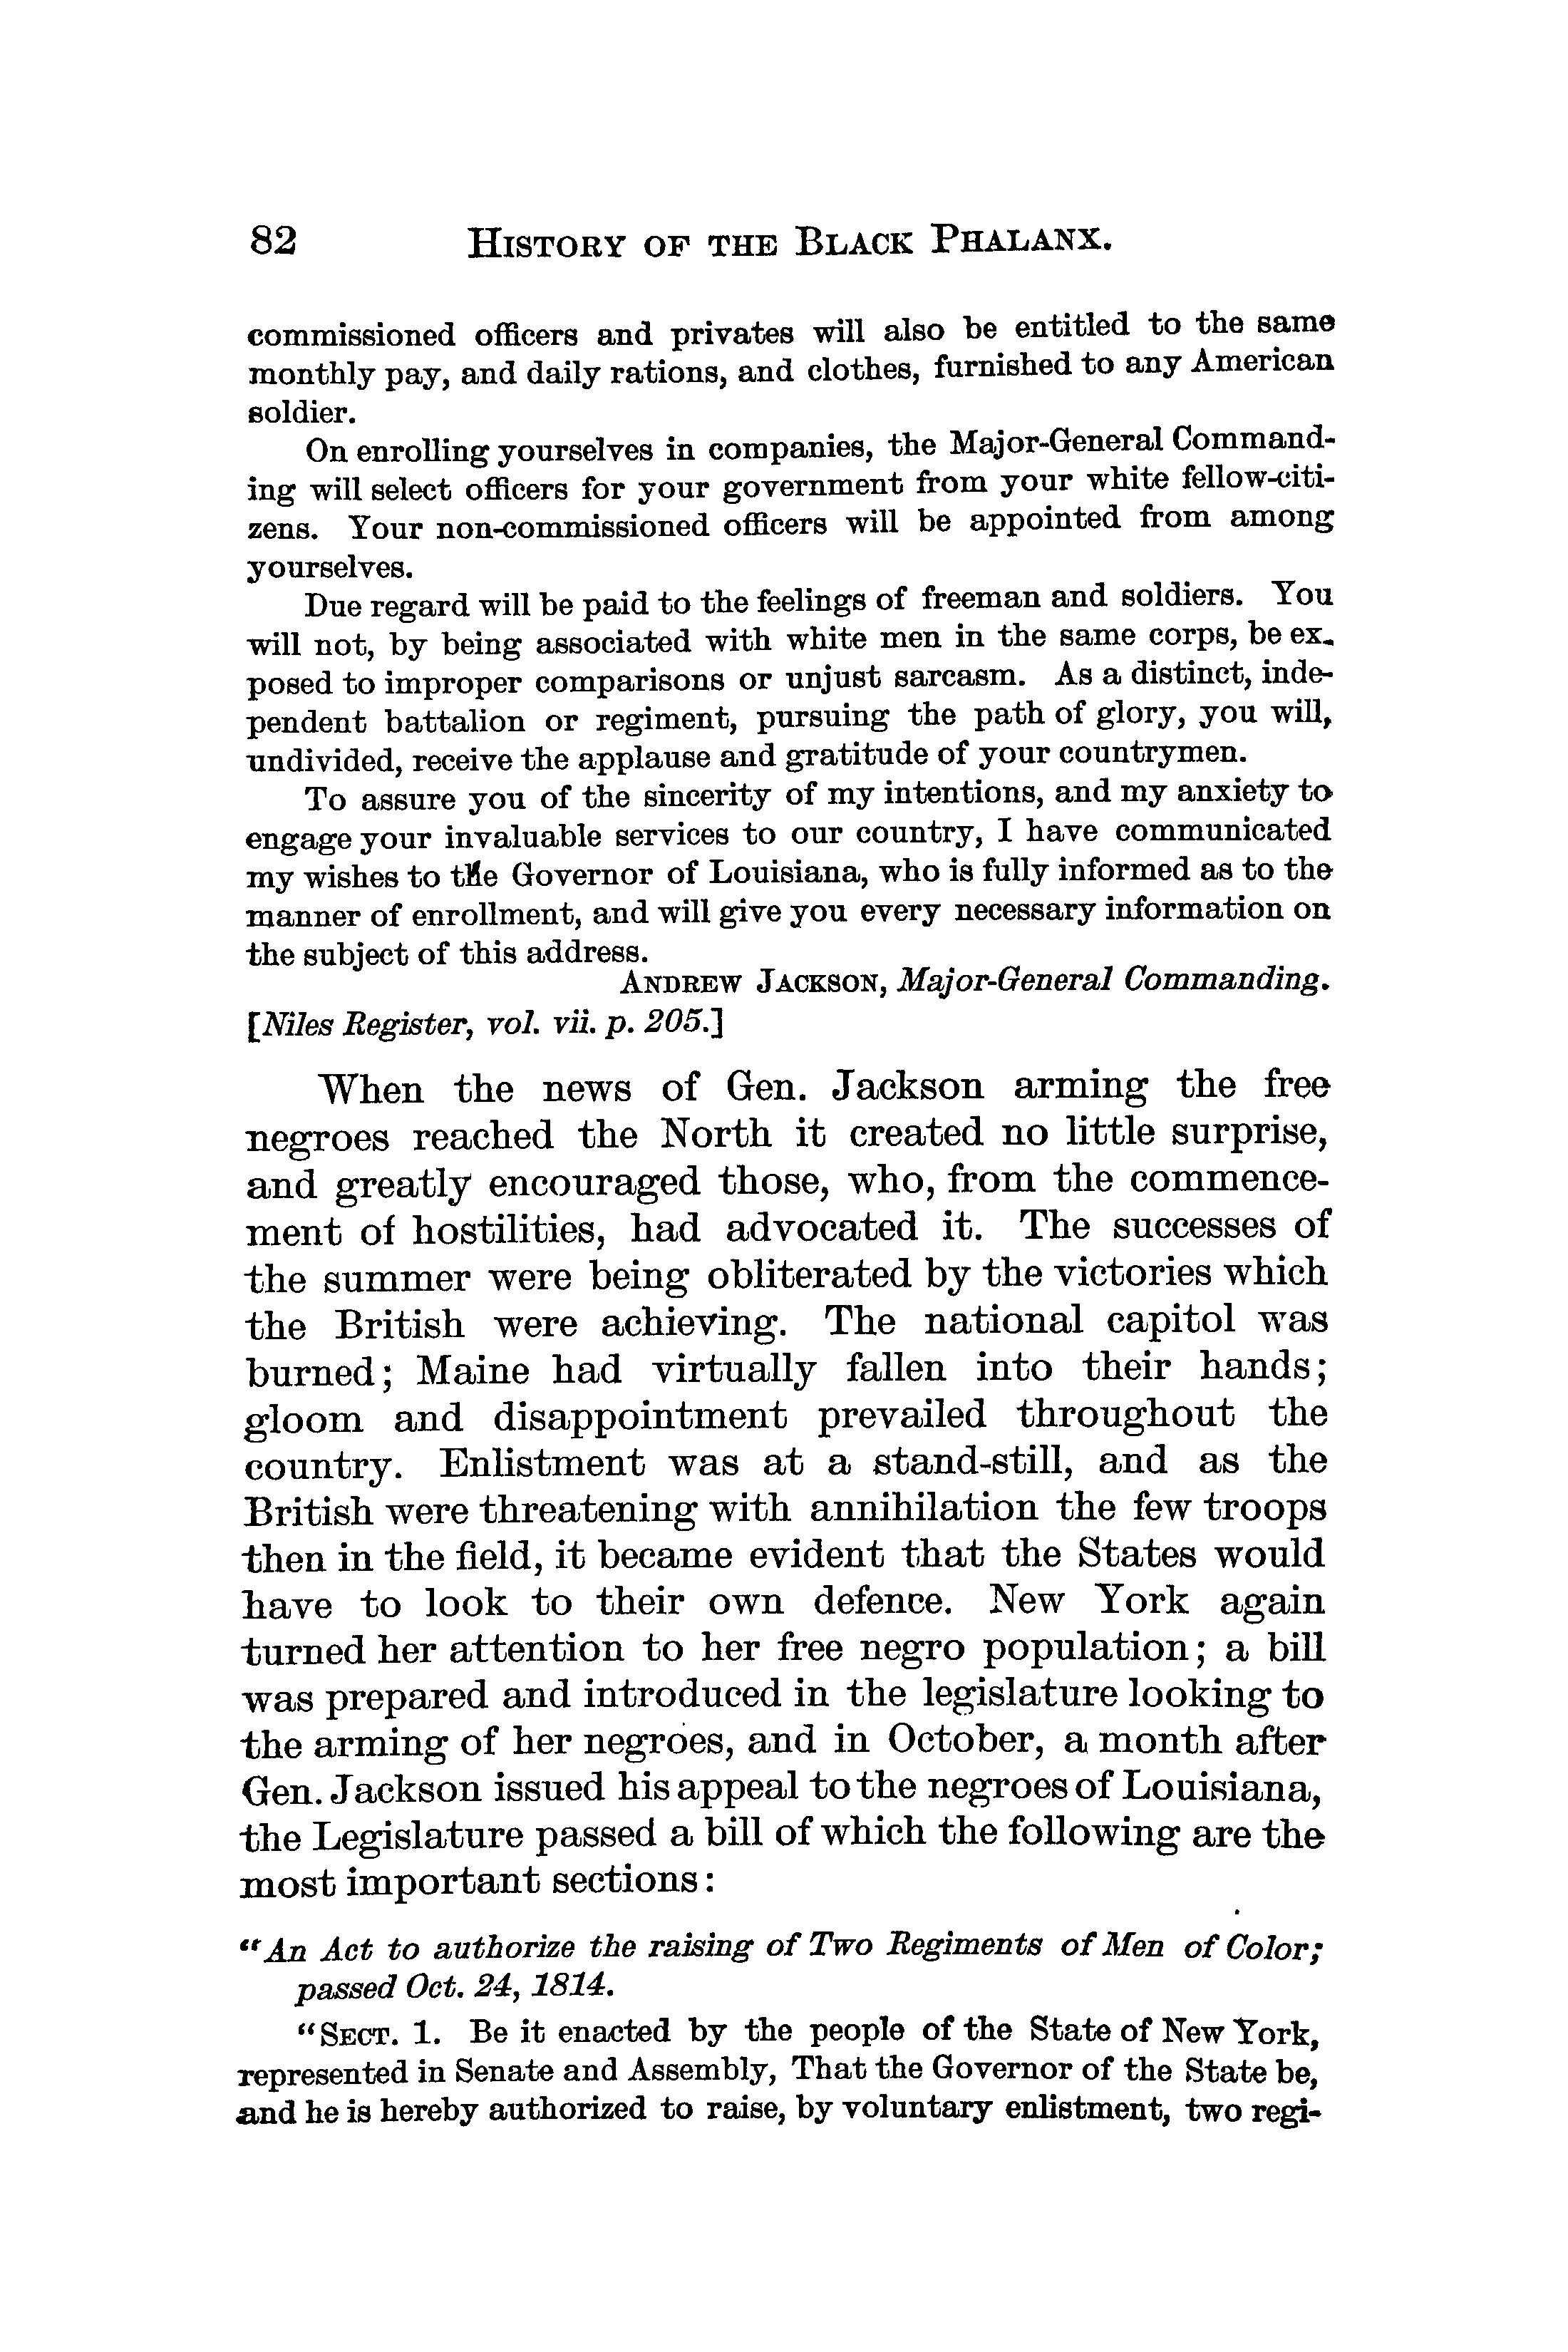 82 HISTORY OF THE BLACK PHALANX.
commissioned officers and privates will also be entitled to the same
monthly pay, and daily rations, and clothes, furnished to any American
soldier.
On enrolling yourselves in companies, the Major-General Command-
ing will select officers for your government from your white fellow-citi-
zens. Your non-commissioned officers will be appointed from among
yourselves.
Due regard will be paid to the feelings of freeman and soldiers. You
will not, by being associated with white men in the same corps, be ex-
posed to improper comparisons or unjust sarcasm. As a distinct, inde-
pendent battalion or regiment, pursuing the path of glory, you will,
undivided, receive the applause and gratitude of your countrymen.
To assure you of the sincerity of my intentions, and my anxiety to
engage your invaluable services to our country, I have communicated
my wishes to the Governor of Louisiana, who is fully informed as to the
manner of enrollment, and will give you every necessary information on
the subject of this address.
ANDREW JACKSON, Major-General Commanding.
[Niles Register, vol. vii. p. 205.]
When the news of Gen. Jackson arming the free
negroes reached the North it created no little surprise,
and greatly encouraged those, who, from the commence-
ment of hostilities, had advocated it. The successes of
the summer were being obliterated by the victories which
the British were achieving. The national capitol was
burned; Maine had virtually fallen into their hands;
gloom and disappointment prevailed throughout the
country. Enlistment was at a stand-still, and as the
British were threatening with annihilation the few troops
then in the field, it became evident that the States would
have to look to their own defence. New York again
turned her attention to her free negro population; a bill
was prepared and introduced in the legislature looking to
the arming of her negroes, and in October, a month after
Gen. Jackson issued his appeal to the negroes of Louisiana,
the Legislature passed a bill of which the following are the
most important sections:
"An Act to authorize the raising of Two Regiments of Men of Color;
passed Oct. 24, 1814.
"SECT. 1. Be it enacted by the people of the State of New York,
represented in Senate and Assembly, That the Governor of the State be,
and he is hereby authorized to raise, by voluntary enlistment, two regi-